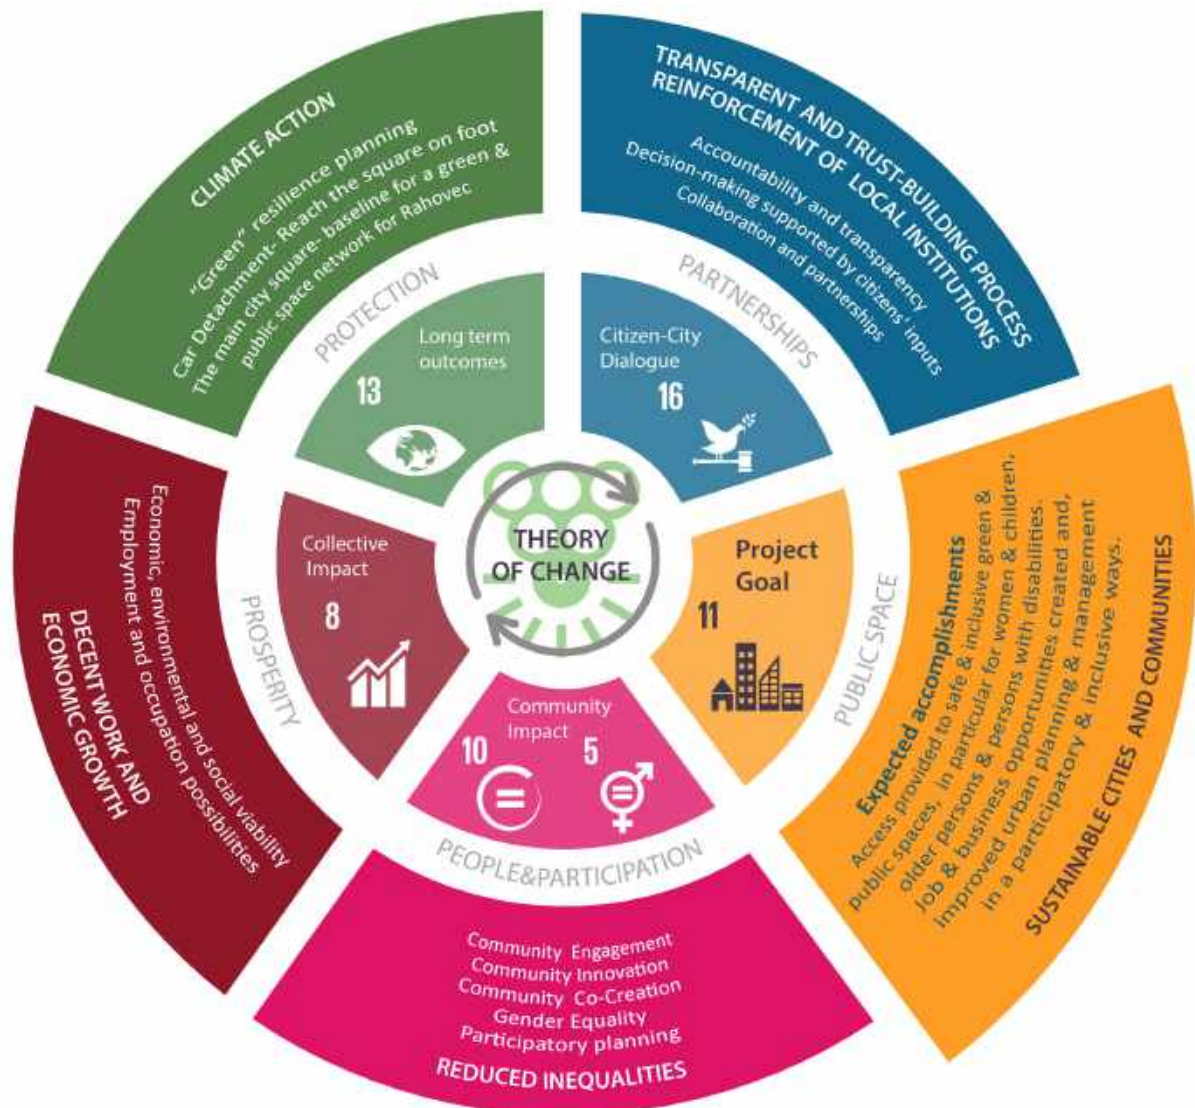 CLIMATE ACTION
"Green" resilience planning
Car Detachment- Reach the square on foot
The main city square- baseline for a green &
public space network for Rahovec
TRANSPARENT AND TRUST-BUILDING PROCESS
REINFORCEMENT OF LOCAL INSTITUTIONS
Accountability and transparency
Decision-making supported by citizens' inputs
Collaboration and partnerships
PROTECTION
PARTNERSHIPS
Long term
outcomes
13
Citizen-City
Dialogue
16
THEORY
OF CHANGE
Collective
Impact
8
Project
Goal
11
Community
Impact
10
5
PROSPERITY
PUBLIC SPACE
PEOPLE&PARTICIPATION
Economic, environmental and social viability
Employment and occupation possibilities
DECENT WORK AND
ECONOMIC GROWTH
Expected accomplishments
Access provided to safe & inclusive green &
public spaces, in particular for women & children,
older persons & persons with disabilities.
Job & business opportunities created and,
Improved urban planning & management
in a participatory & inclusive ways.
SUSTAINABLE CITIES AND COMMUNITIES
Community Engagement
Community Innovation
Community Co-Creation
Gender Equality
Participatory planning
REDUCED INEQUALITIES